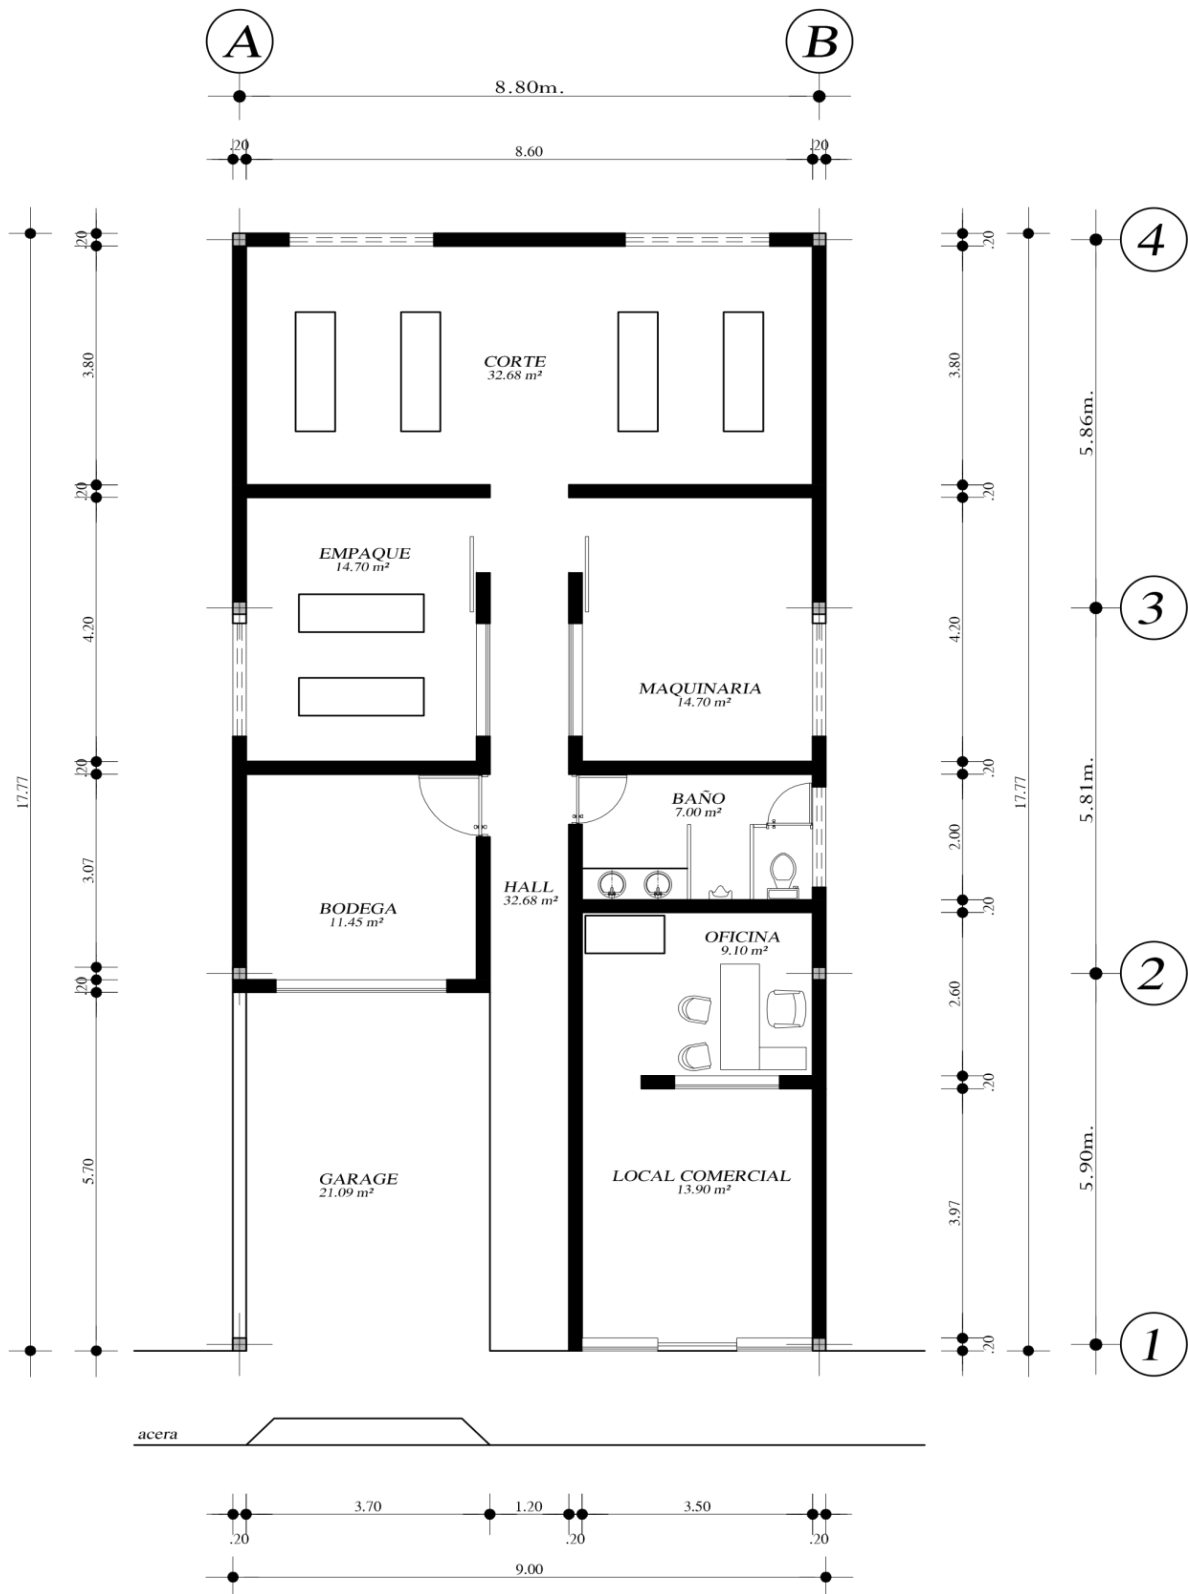 A
B
8.80m.
.20
8.60
.20
4
.20
.20
3.80
CORTE
32.68 m²
3.80
5.86m.
.20
.20
EMPAQUE
14.70 m²
3
4.20
4.20
MAQUINARIA
14.70 m²
.20
.20
17.77
17.77
BAÑO
7.00 m²
5.81m.
2.00
3.07
HALL
32.68 m²
BODEGA
11.45 m²
.20
OFICINA
9.10 m²
2
.20
2.60
.20
5.70
GARAGE
21.09 m²
LOCAL COMERCIAL
13.90 m²
5.90m.
3.97
.20
1
acera
3.70
1.20
3.50
.20
.20
.20
9.00